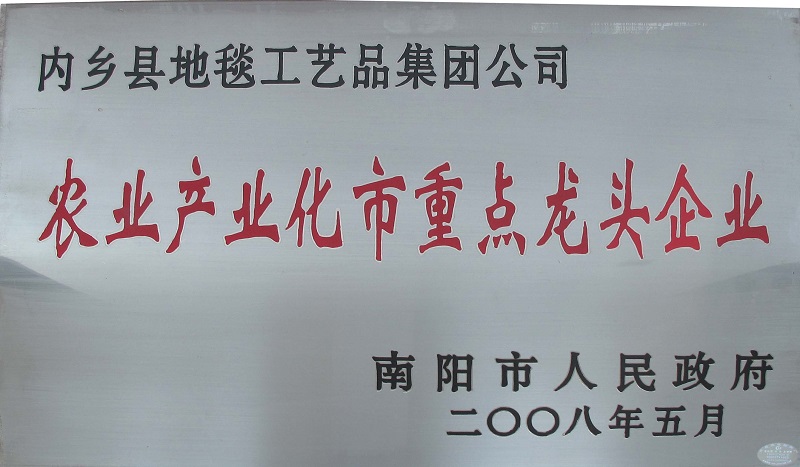 内乡县地毯工艺品集团公司
农业产业化市重点龙头企业
南阳市人民政府
二〇〇八年五月